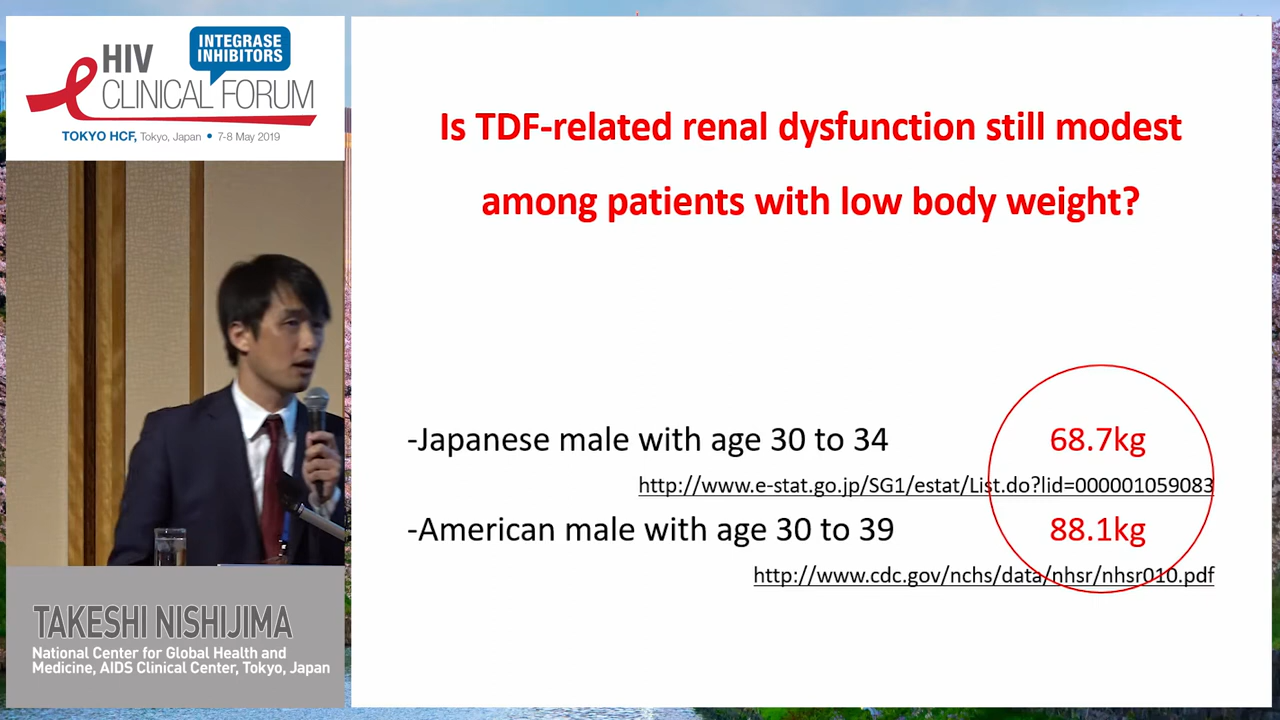 INTEGRASE
INHIBITORS
HIV
CLINICAL FORUM
TOKYO HCF, Tokyo, Japan • 7-8 May 2019
Is TDF-related renal dysfunction still modest
among patients with low body weight?
-Japanese male with age 30 to 34 68.7kg
http://www.e-stat.go.jp/SG1/estat/List.do?lid=000001059083
-American male with age 30 to 39 88.1kg
http://www.cdc.gov/nchs/data/nhsr/nhsr010.pdf
TAKESHI NISHIJIMA
National Center for Global Health and
Medicine, AIDS Clinical Center, Tokyo, Japan